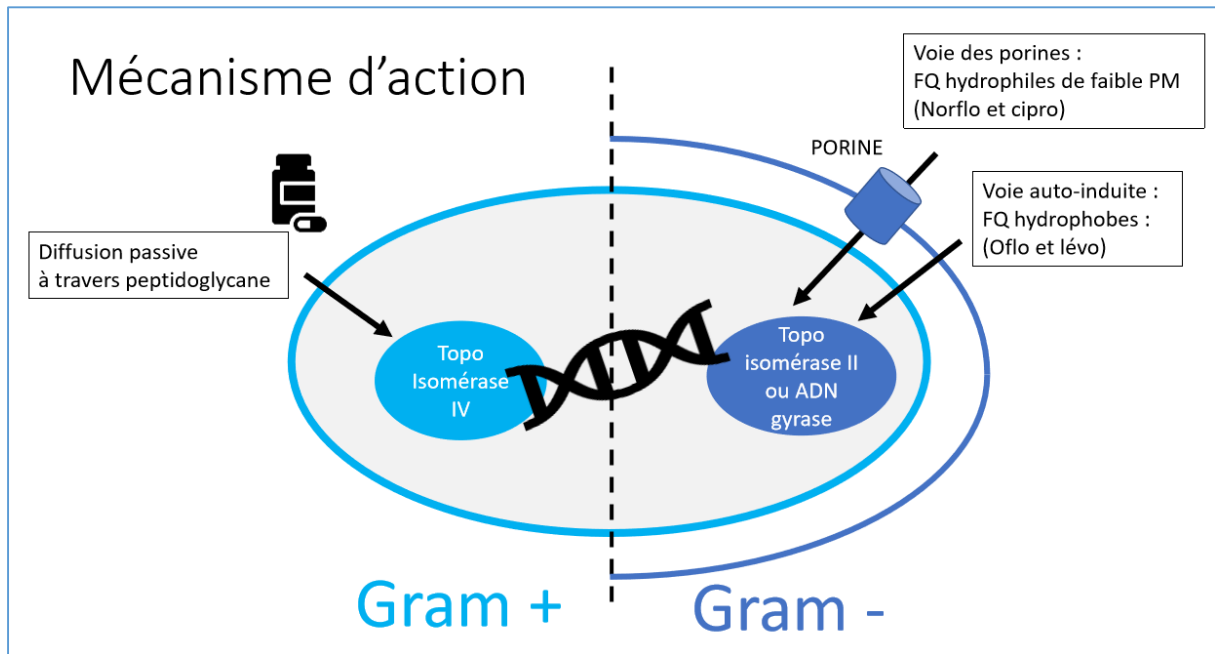 Mécanisme d’action
Voie des porines :
FQ hydrophiles de faible PM
(Norflo et cipro)
PORINE
Voie auto-induite :
FQ hydrophobes :
(Oflo et lévo)
Diffusion passive
à travers peptidoglycane
Topo
Isomérase
IV
Topo
isomérase II
ou ADN
gyrase
Gram +
Gram -